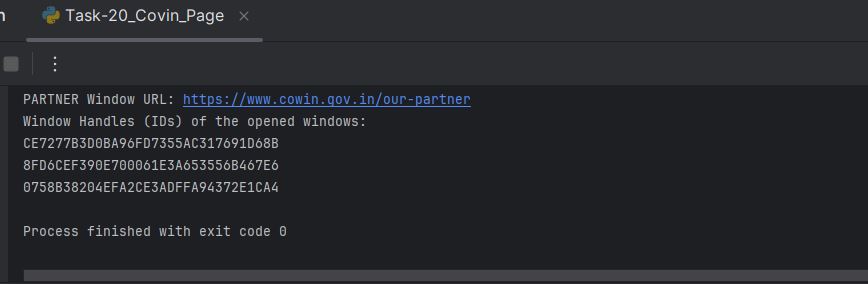 n
Task-20_Covin_Page
PARTNER Window URL: https://www.cowin.gov.in/our-partner
Window Handles (IDs) of the opened windows:
CE7277B3D0BA96FD7355AC317691D68B
8FD6CEF390E700061E3A653556B467E6
0758B38204EFA2CE3ADFFA94372E1CA4
Process finished with exit code 0